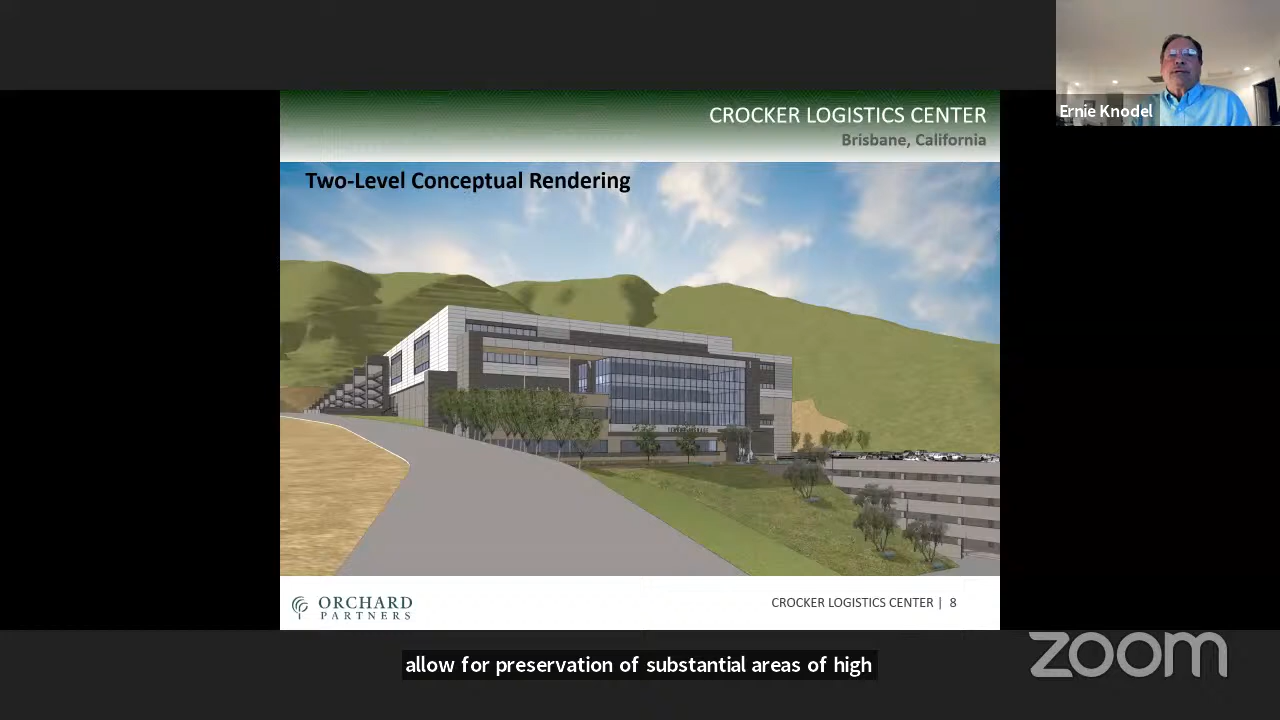 CROCKER LOGISTICS CENTER
Brisbane, California
Ernie Knodel
Two-Level Conceptual Rendering
ORCHARD
PARTNERS
CROCKER LOGISTICS CENTER | 8
allow for preservation of substantial areas of high
zoom